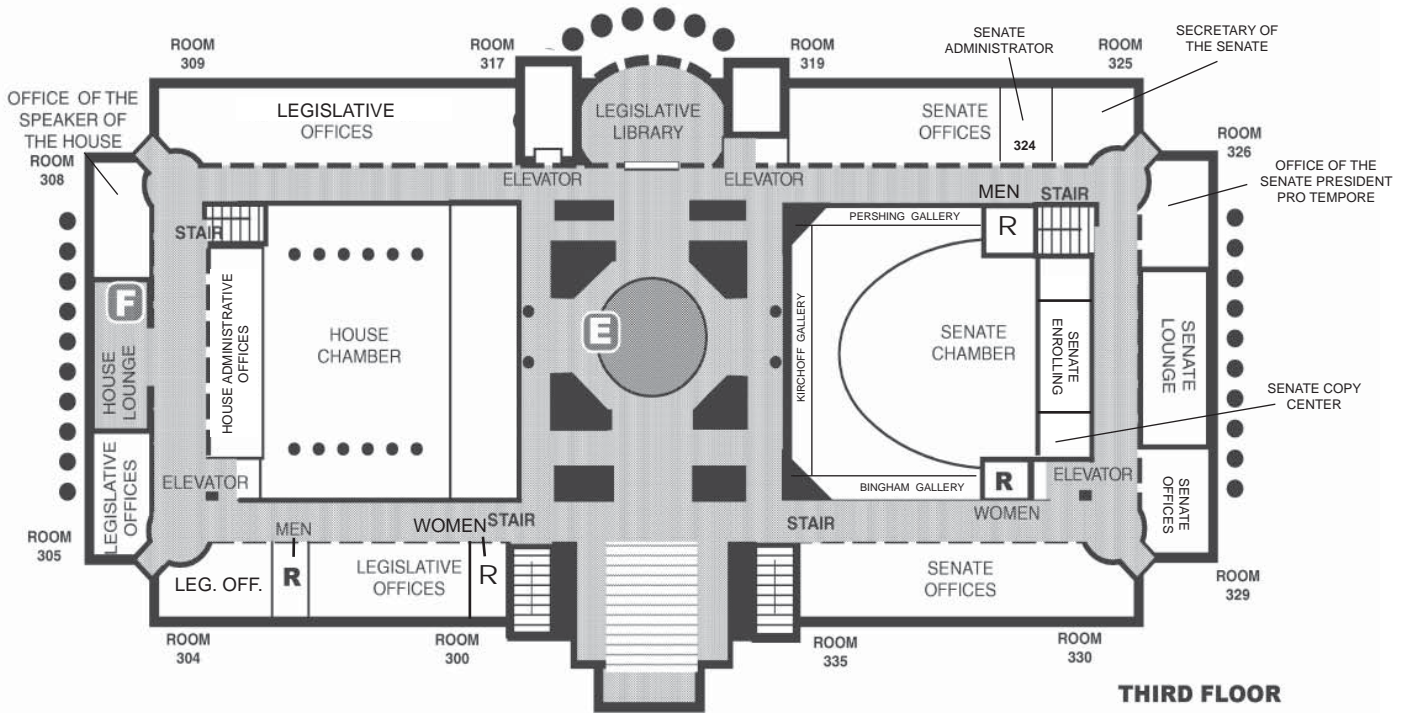 ROOM
309
ROOM
317
ROOM
319
SENATE
ADMINISTRATOR
ROOM
325
SECRETARY OF
THE SENATE
OFFICE OF THE
SPEAKER OF
THE HOUSE
LEGISLATIVE
OFFICES
LEGISLATIVE
LIBRARY
SENATE
OFFICES
324
ROOM
308
ROOM
326
ELEVATOR
ELEVATOR
OFFICE OF THE
SENATE PRESIDENT
PRO TEMPORE
MEN
STAIR
STAIR
R
PERSHING GALLERY
F
HOUSE
LOUNGE
HOUSE ADMINISTRATIVE
OFFICES
HOUSE
CHAMBER
E
KIRCHOFF GALLERY
SENATE
CHAMBER
SENATE
ENROLLING
SENATE
LOUNGE
SENATE COPY
CENTER
LEGISLATIVE
OFFICES
ELEVATOR
BINGHAM GALLERY
R
ELEVATOR
SENATE
OFFICES
WOMEN
MEN
WOMEN
STAIR
STAIR
ROOM
305
LEG. OFF.
R
LEGISLATIVE
OFFICES
R
SENATE
OFFICES
ROOM
329
ROOM
304
ROOM
300
ROOM
335
ROOM
330
THIRD FLOOR